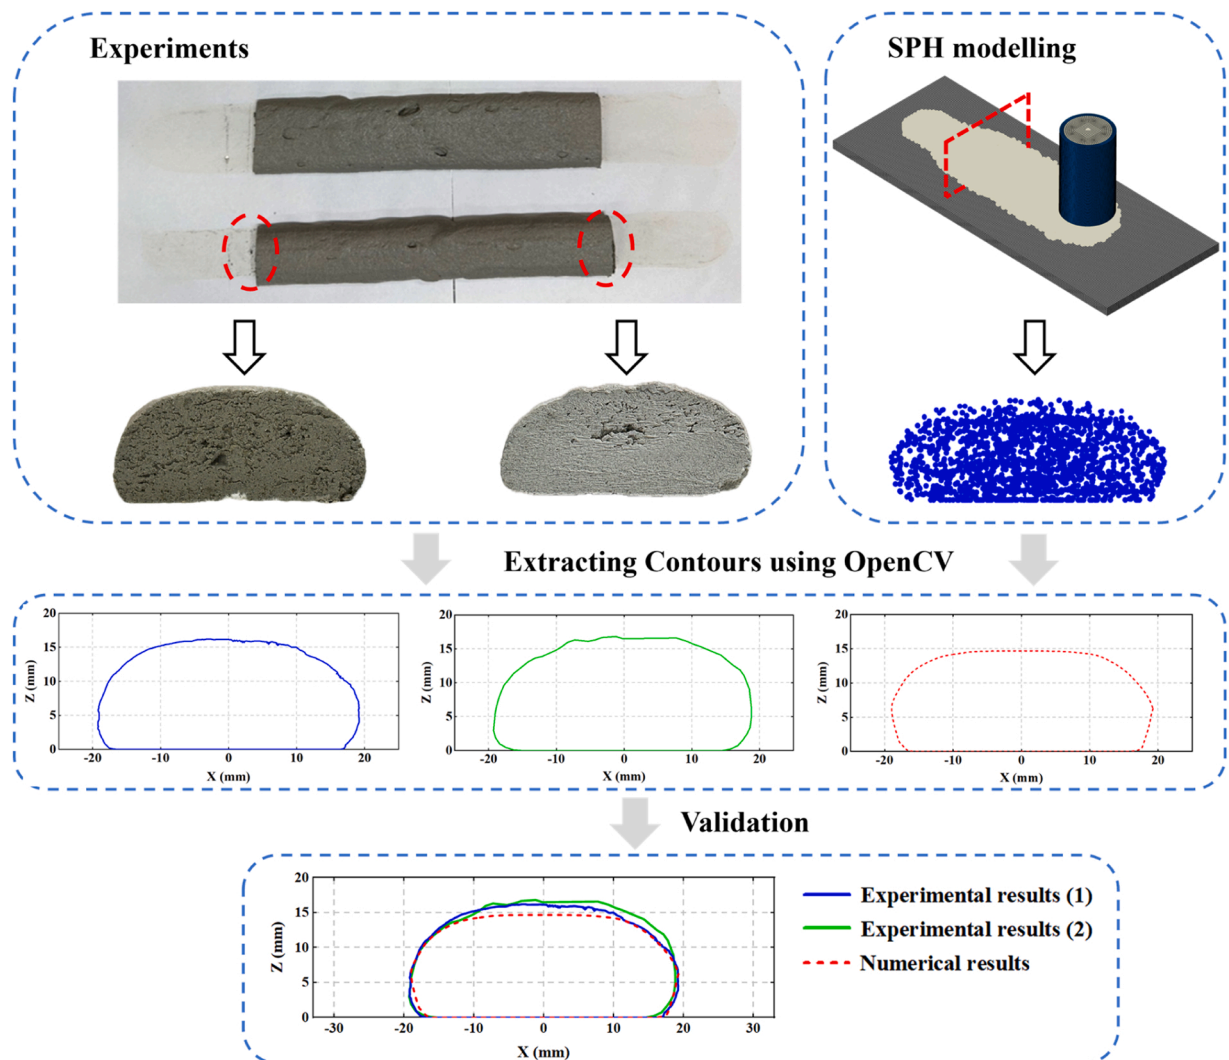 Experiments
SPH modelling
Extracting Contours using OpenCV
20
15
10
5
0
Z (mm)
-20
-10
0
10
20
X (mm)
20
15
10
5
0
Z (mm)
-20
-10
0
10
20
X (mm)
20
15
10
5
0
Z (mm)
-20
-10
0
10
20
X (mm)
Validation
20
15
10
5
0
Z (mm)
-30
-20
-10
0
10
20
30
X (mm)
Experimental results (1)
Experimental results (2)
Numerical results